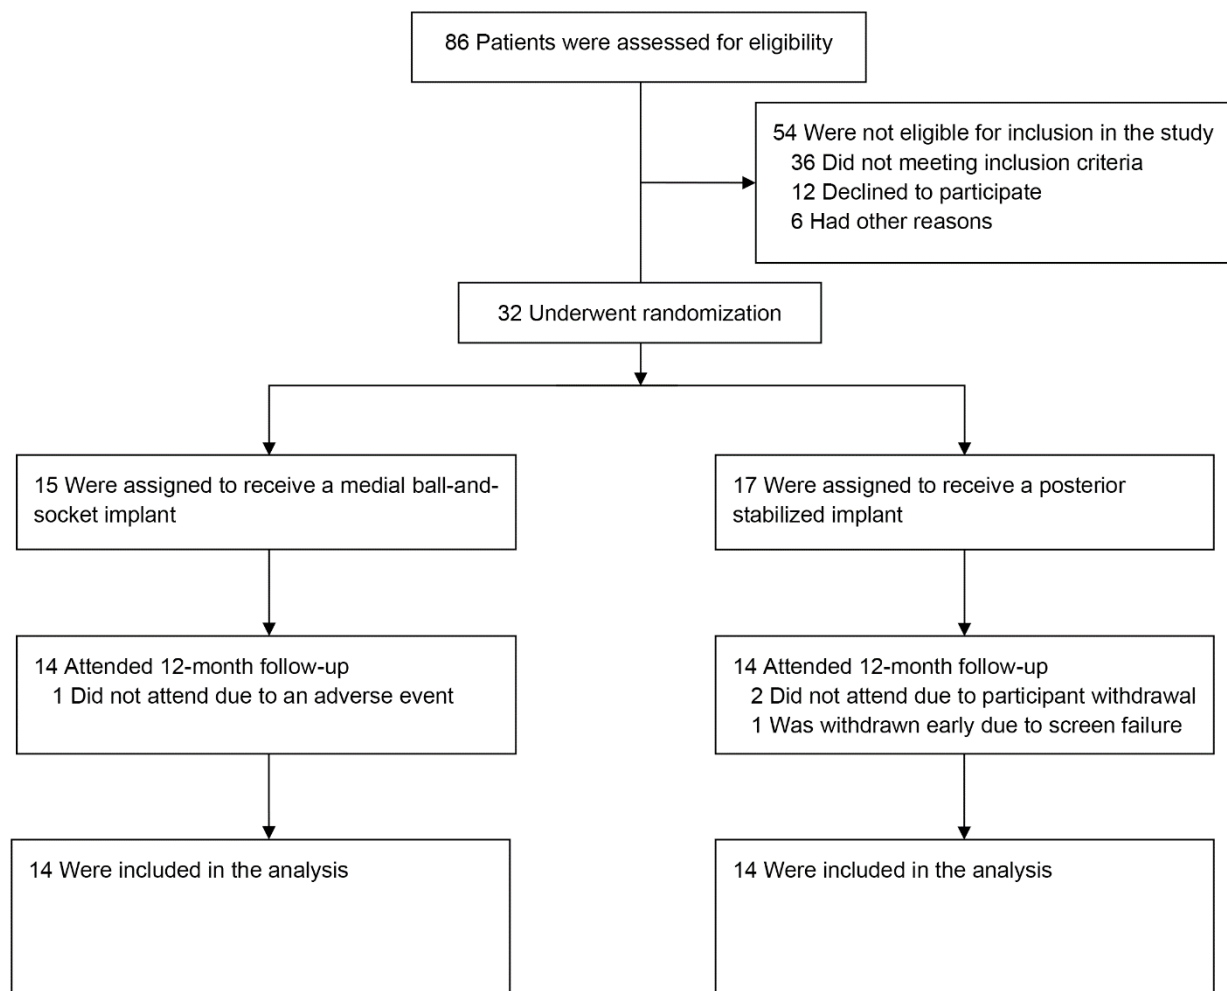 86 Patients were assessed for eligibility
54 Were not eligible for inclusion in the study
36 Did not meeting inclusion criteria
12 Declined to participate
6 Had other reasons
32 Underwent randomization
15 Were assigned to receive a medial ball-and-
socket implant
17 Were assigned to receive a posterior
stabilized implant
14 Attended 12-month follow-up
1 Did not attend due to an adverse event
14 Attended 12-month follow-up
2 Did not attend due to participant withdrawal
1 Was withdrawn early due to screen failure
14 Were included in the analysis
14 Were included in the analysis